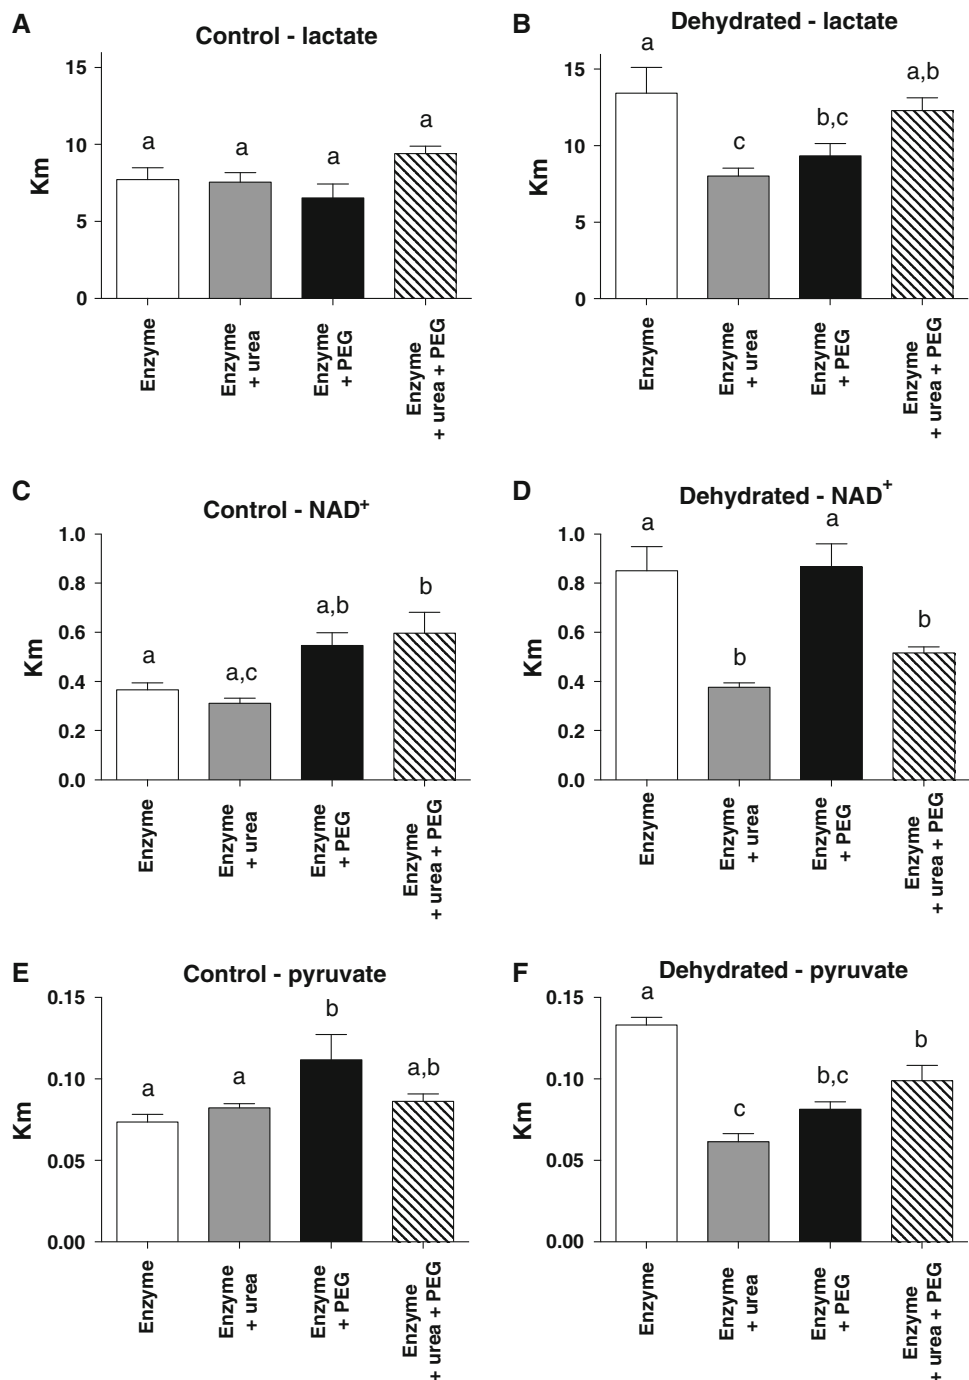 A
Control - lactate
15
10
5
0
Km
a
a
a
a
Enzyme
Enzyme
+ urea
Enzyme
+ PEG
Enzyme
+ urea + PEG
B
Dehydrated - lactate
15
10
5
0
Km
a
c
b,c
a,b
Enzyme
Enzyme
+ urea
Enzyme
+ PEG
Enzyme
+ urea + PEG
C
Control - NAD+
1.0
0.8
0.6
0.4
0.2
0.0
Km
a
a,c
a,b
b
Enzyme
Enzyme
+ urea
Enzyme
+ PEG
Enzyme
+ urea + PEG
D
Dehydrated - NAD+
1.0
0.8
0.6
0.4
0.2
0.0
Km
a
b
a
b
Enzyme
Enzyme
+ urea
Enzyme
+ PEG
Enzyme
+ urea + PEG
E
Control - pyruvate
0.15
0.10
0.05
0.00
Km
a
a
b
a,b
Enzyme
Enzyme
+ urea
Enzyme
+ PEG
Enzyme
+ urea + PEG
F
Dehydrated - pyruvate
0.15
0.10
0.05
0.00
Km
a
c
b,c
b
Enzyme
Enzyme
+ urea
Enzyme
+ PEG
Enzyme
+ urea + PEG